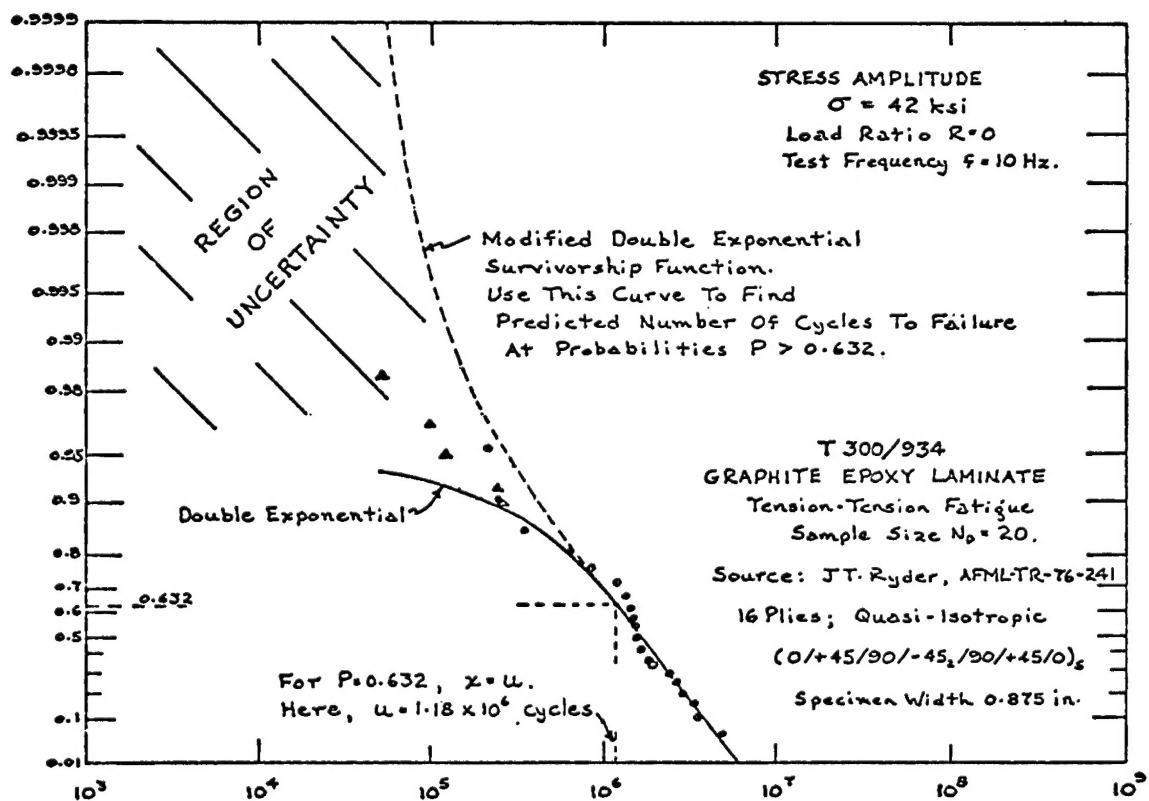 0.9999
0.9998
0.9995
0.999
0.998
0.995
0.99
0.98
0.95
0.9
0.8
0.7
0.632
0.6
0.5
0.1
0.01
10³
10⁴
10⁵
10⁶
10⁷
10⁸
10⁹
REGION
OF
UNCERTAINTY
STRESS AMPLITUDE
σ = 42 ksi
Load Ratio R=0
Test Frequency f=10 Hz.
Modified Double Exponential
Survivorship Function.
Use This Curve To Find
Predicted Number Of Cycles To Failure
At Probabilities P > 0.632.
Double Exponential
T 300/934
GRAPHITE EPOXY LAMINATE
Tension-Tension Fatigue
Sample Size Nₚ= 20.
Source: J.T. Ryder, AFML-TR-76-241
16 Plies; Quasi-Isotropic
(0/+45/90/-45₂/90/+45/0)ₛ
Specimen Width 0.875 in.
For P=0.632, x=u.
Here, u=1.18 x10⁶ cycles